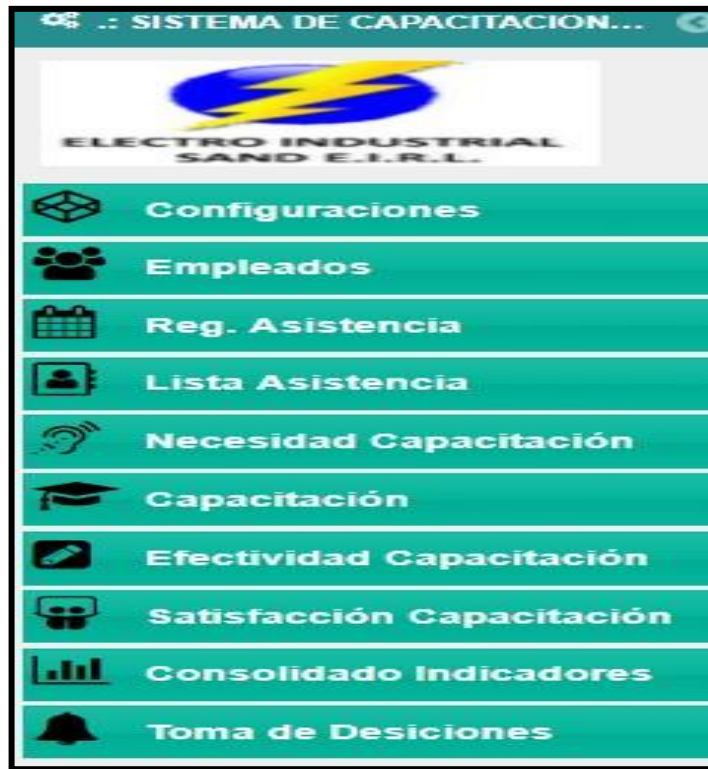 .: SISTEMA DE CAPACITACIÓN...
ELECTRO INDUSTRIAL
SAND E.I.R.L.
Configuraciones
Empleados
Reg. Asistencia
Lista Asistencia
Necesidad Capacitación
Capacitación
Efectividad Capacitación
Satisfacción Capacitación
Consolidado Indicadores
Toma de Desiciones